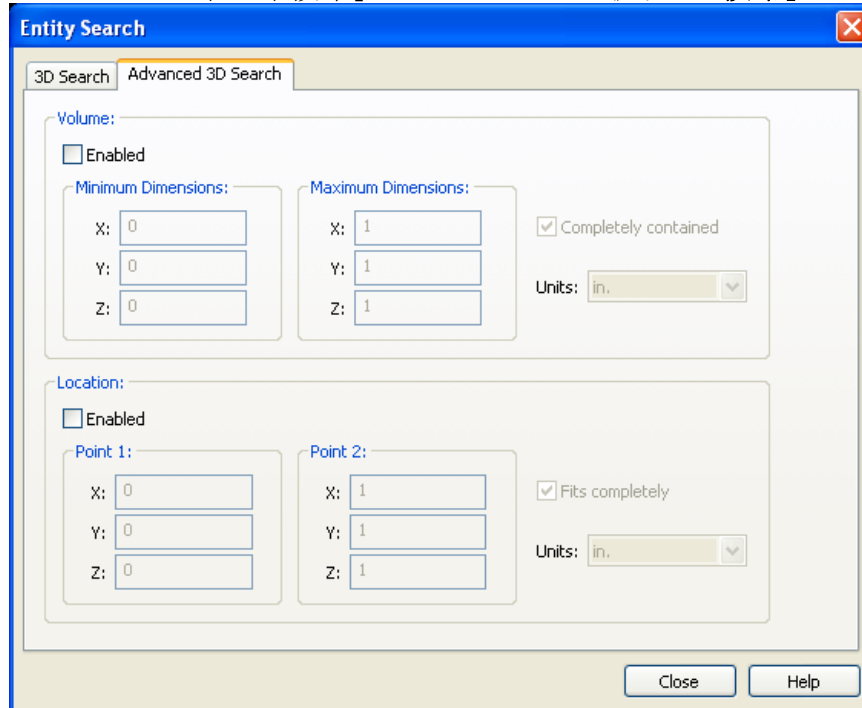 Entity Search
3D Search Advanced 3D Search
Volume:
Enabled
Minimum Dimensions: Maximum Dimensions:
X: 0 X: 1 Completely contained
Y: 0 Y: 1
Units: in.
Z: 0 Z: 1
Location:
Enabled
Point 1: Point 2:
X: 0 X: 1 Fits completely
Y: 0 Y: 1
Units: in.
Z: 0 Z: 1
Close Help